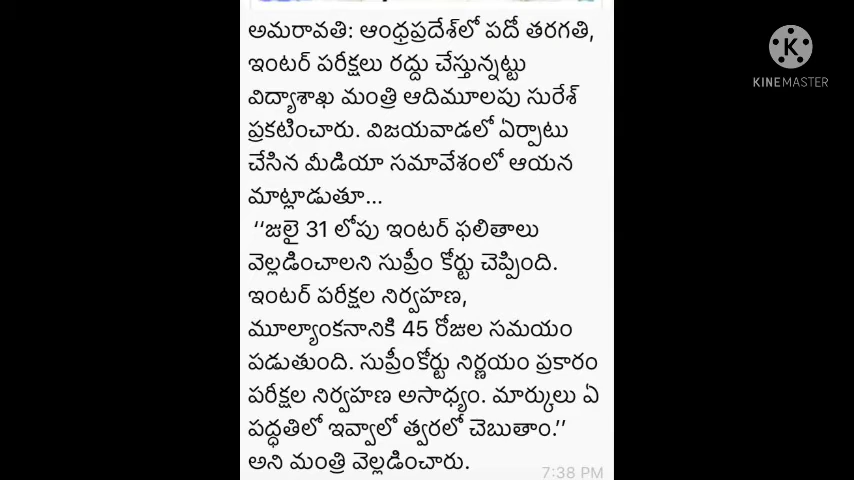 అమరావతి: ఆంధ్రప్రదేశ్‌లో పదో తరగతి,
ఇంటర్ పరీక్షలు రద్దు చేస్తున్నట్టు
విద్యాశాఖ మంత్రి ఆదిమూలపు సురేశ్
ప్రకటించారు. విజయవాడలో ఏర్పాటు
చేసిన మీడియా సమావేశంలో ఆయన
మాట్లాడుతూ...
‘‘జులై 31 లోపు ఇంటర్ ఫలితాలు
వెల్లడించాలని సుప్రీం కోర్టు చెప్పింది.
ఇంటర్ పరీక్షల నిర్వహణ,
మూల్యాంకనానికి 45 రోజుల సమయం
పడుతుంది. సుప్రీంకోర్టు నిర్ణయం ప్రకారం
పరీక్షల నిర్వహణ అసాధ్యం. మార్కులు ఏ
పద్ధతిలో ఇవ్వాలో త్వరలో చెబుతాం.’’
అని మంత్రి వెల్లడించారు.
7:38 PM
K
KINEMASTER